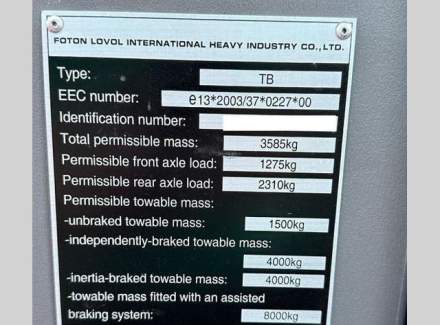 FOTON LOVOL INTERNATIONAL HEAVY INDUSTRY CO.,LTD.
Type: TB
EEC number: e13*2003/37*0227*00
Identification number:
Total permissible mass: 3585kg
Permissible front axle load: 1275kg
Permissible rear axle load: 2310kg
Permissible towable mass:
-unbraked towable mass: 1500kg
-independently-braked towable mass:
4000kg
-inertia-braked towable mass: 4000kg
-towable mass fitted with an assisted
braking system: 8000kg